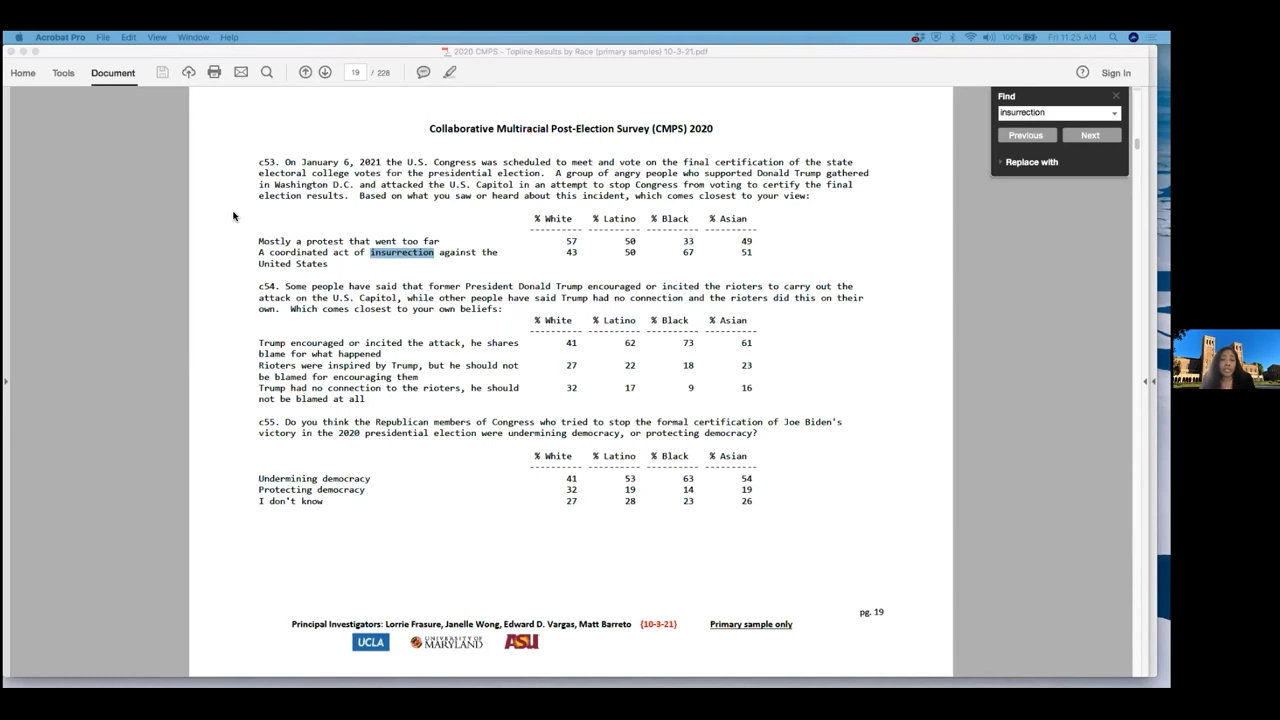 Acrobat Pro File Edit View Window Help 100% Fri 11:25 AM
2020 CMPS - Topline Results by Race (primary samples) 10-3-21.pdf
Home Tools Document 19 / 228 Sign In
Find
insurrection
Previous Next
Replace with
Collaborative Multiracial Post-Election Survey (CMPS) 2020
c53. On January 6, 2021 the U.S. Congress was scheduled to meet and vote on the final certification of the state
electoral college votes for the presidential election. A group of angry people who supported Donald Trump gathered
in Washington D.C. and attacked the U.S. Capitol in an attempt to stop Congress from voting to certify the final
election results. Based on what you saw or heard about this incident, which comes closest to your view:
% White % Latino % Black % Asian
---------- ---------- ---------- ----------
Mostly a protest that went too far 57 50 33 49
A coordinated act of insurrection against the 43 50 67 51
United States
c54. Some people have said that former President Donald Trump encouraged or incited the rioters to carry out the
attack on the U.S. Capitol, while other people have said Trump had no connection and the rioters did this on their
own. Which comes closest to your own beliefs:
% White % Latino % Black % Asian
---------- ---------- ---------- ----------
Trump encouraged or incited the attack, he shares 41 62 73 61
blame for what happened
Rioters were inspired by Trump, but he should not 27 22 18 23
be blamed for encouraging them
Trump had no connection to the rioters, he should 32 17 9 16
not be blamed at all
c55. Do you think the Republican members of Congress who tried to stop the formal certification of Joe Biden's
victory in the 2020 presidential election were undermining democracy, or protecting democracy?
% White % Latino % Black % Asian
---------- ---------- ---------- ----------
Undermining democracy 41 53 63 54
Protecting democracy 32 19 14 19
I don't know 27 28 23 26
pg. 19
Principal Investigators: Lorrie Frasure, Janelle Wong, Edward D. Vargas, Matt Barreto {10-3-21} Primary sample only
UCLA UNIVERSITY OF MARYLAND ASU